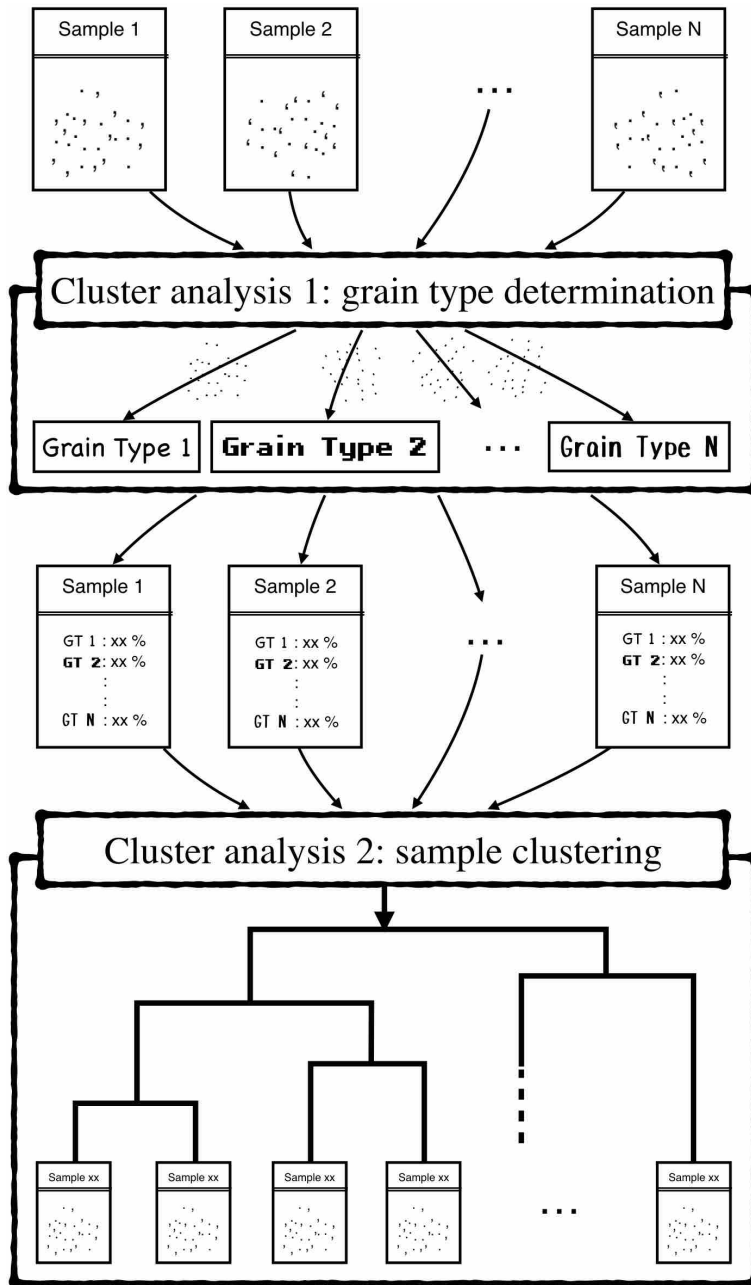 Sample 1
Sample 2
Sample N
...
Cluster analysis 1: grain type determination
Grain Type 1
Grain Type 2
...
Grain Type N
Sample 1
GT 1 : xx %
GT 2: xx %
:
:
GT N : xx %
Sample 2
GT 1 : xx %
GT 2: xx %
:
:
GT N : xx %
...
Sample N
GT 1 : xx %
GT 2: xx %
:
:
GT N : xx %
Cluster analysis 2: sample clustering
Sample xx
Sample xx
Sample xx
Sample xx
...
Sample xx